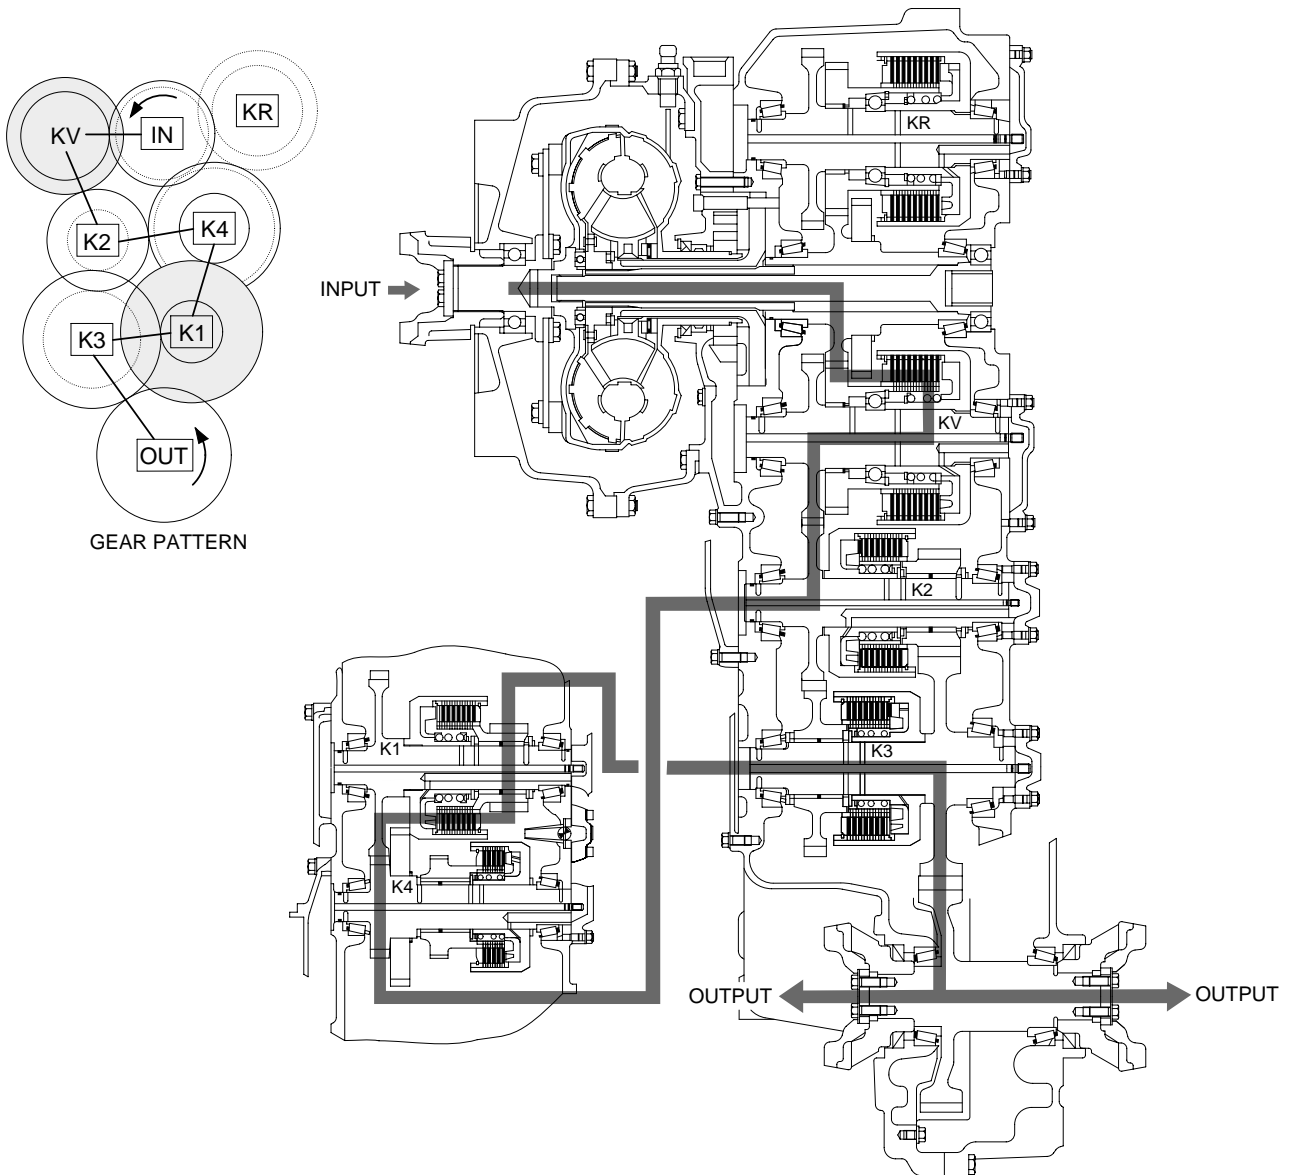 KV
IN
KR
K2
K4
K3
K1
OUT
GEAR PATTERN
INPUT
KR
KV
K2
K3
K1
K4
OUTPUT
OUTPUT